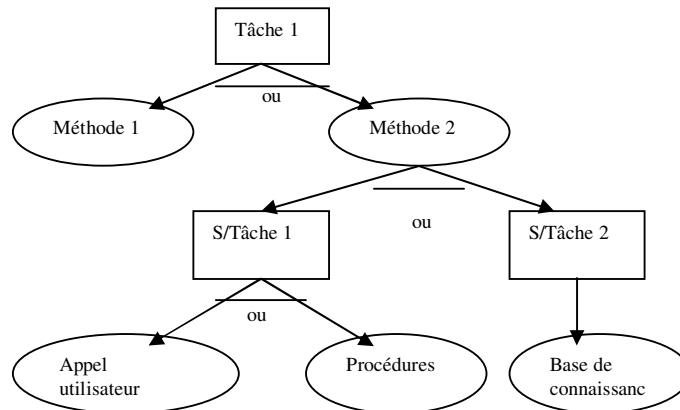 Tâche 1
ou
Méthode 1
Méthode 2
S/Tâche 1
ou
S/Tâche 2
ou
Appel
utilisateur
Procédures
Base de
connaissanc